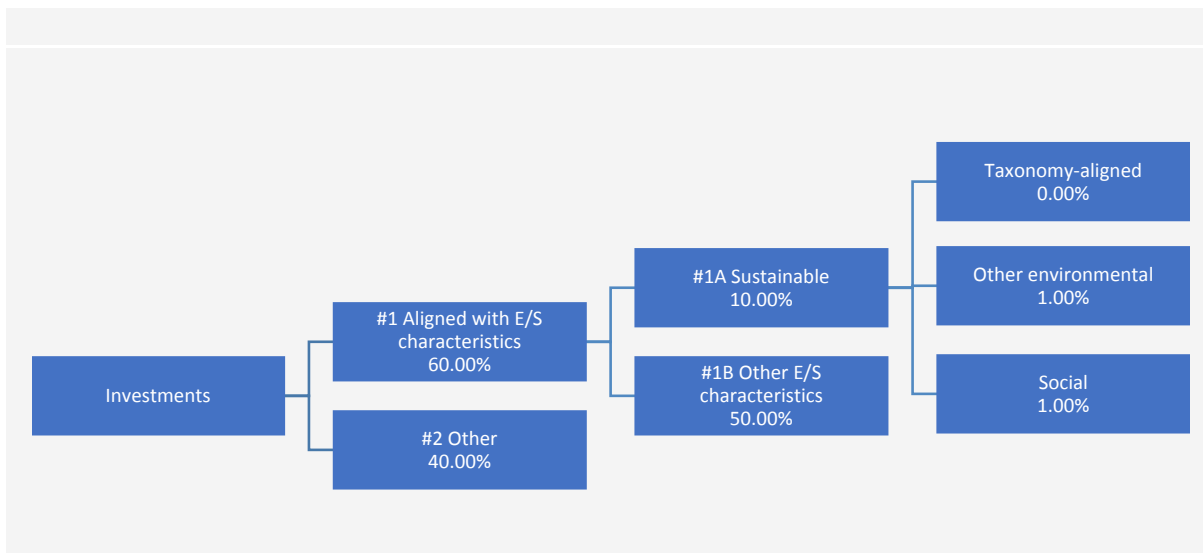 Investments
#1 Aligned with E/S
characteristics
60.00%
#2 Other
40.00%
#1A Sustainable
10.00%
#1B Other E/S
characteristics
50.00%
Taxonomy-aligned
0.00%
Other environmental
1.00%
Social
1.00%